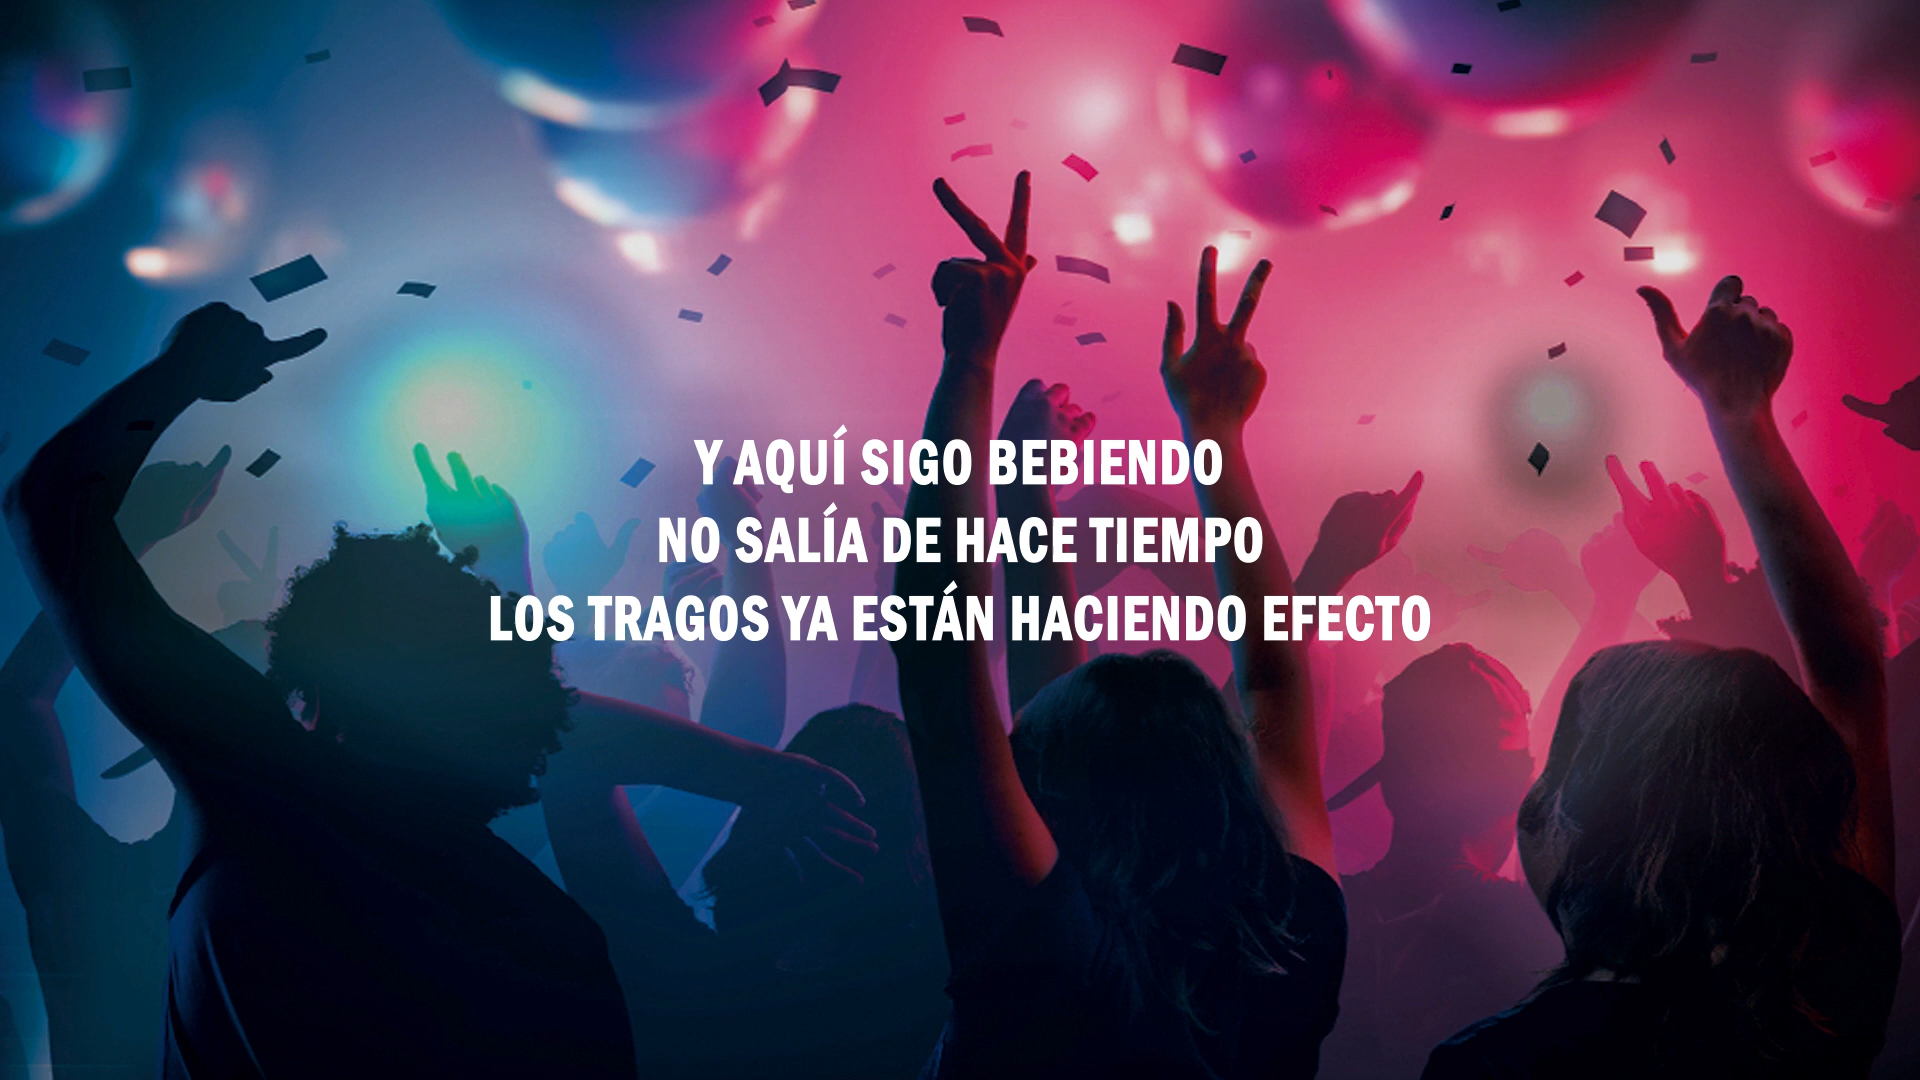 Y AQUÍ SIGO BEBIENDO
NO SALÍA DE HACE TIEMPO
LOS TRAGOS YA ESTÁN HACIENDO EFECTO